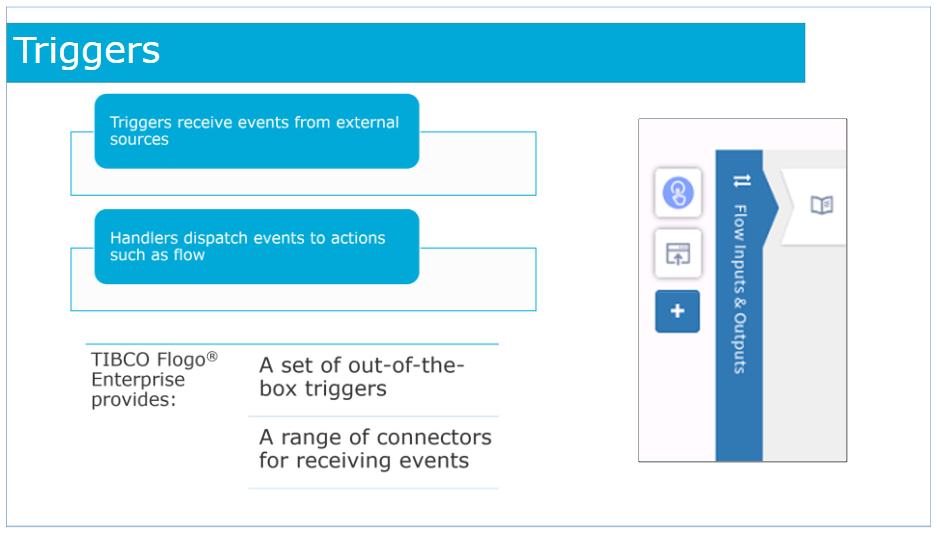 Triggers
Triggers receive events from external
sources
Handlers dispatch events to actions
such as flow
TIBCO Flogo®
Enterprise
provides:
A set of out-of-the-
box triggers
A range of connectors
for receiving events
Flow Inputs & Outputs